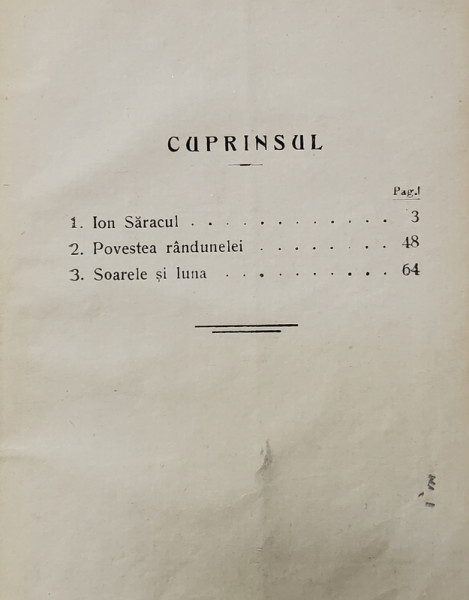 CUPRINSUL
Pag.
1. Ion Săracul . . . . . . . . . . . . 3
2. Povestea rândunelei . . . . . . . . 48
3. Soarele și luna . . . . . . . . . . 64